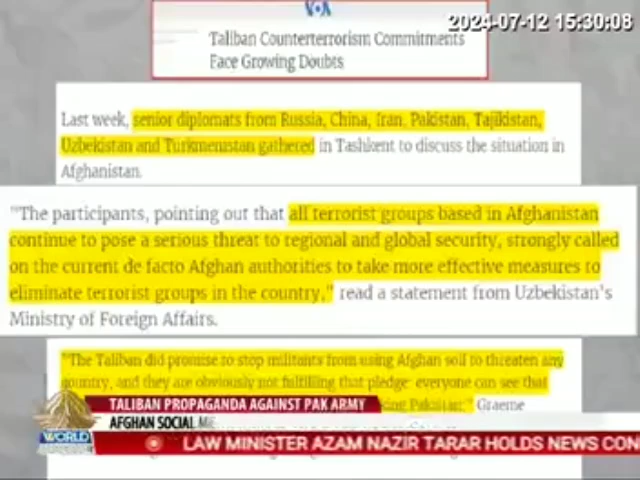 VOA
2024-07-12 15:30:08
Taliban Counterterrorism Commitments
Face Growing Doubts
Last week, senior diplomats from Russia, China, Iran, Pakistan, Tajikistan,
Uzbekistan and Turkmenistan gathered in Tashkent to discuss the situation in
Afghanistan.
"The participants, pointing out that all terrorist groups based in Afghanistan
continue to pose a serious threat to regional and global security, strongly called
on the current de facto Afghan authorities to take more effective measures to
eliminate terrorist groups in the country," read a statement from Uzbekistan's
Ministry of Foreign Affairs.
"The Taliban did promise to stop militants from using Afghan soil to threaten any
country, and they are obviously not fulfilling that pledge: everyone can see that
Pakistan." Graeme
TALIBAN PROPAGANDA AGAINST PAK ARMY
AFGHAN SOCIAL ME
WORLD
LAW MINISTER AZAM NAZIR TARAR HOLDS NEWS CON